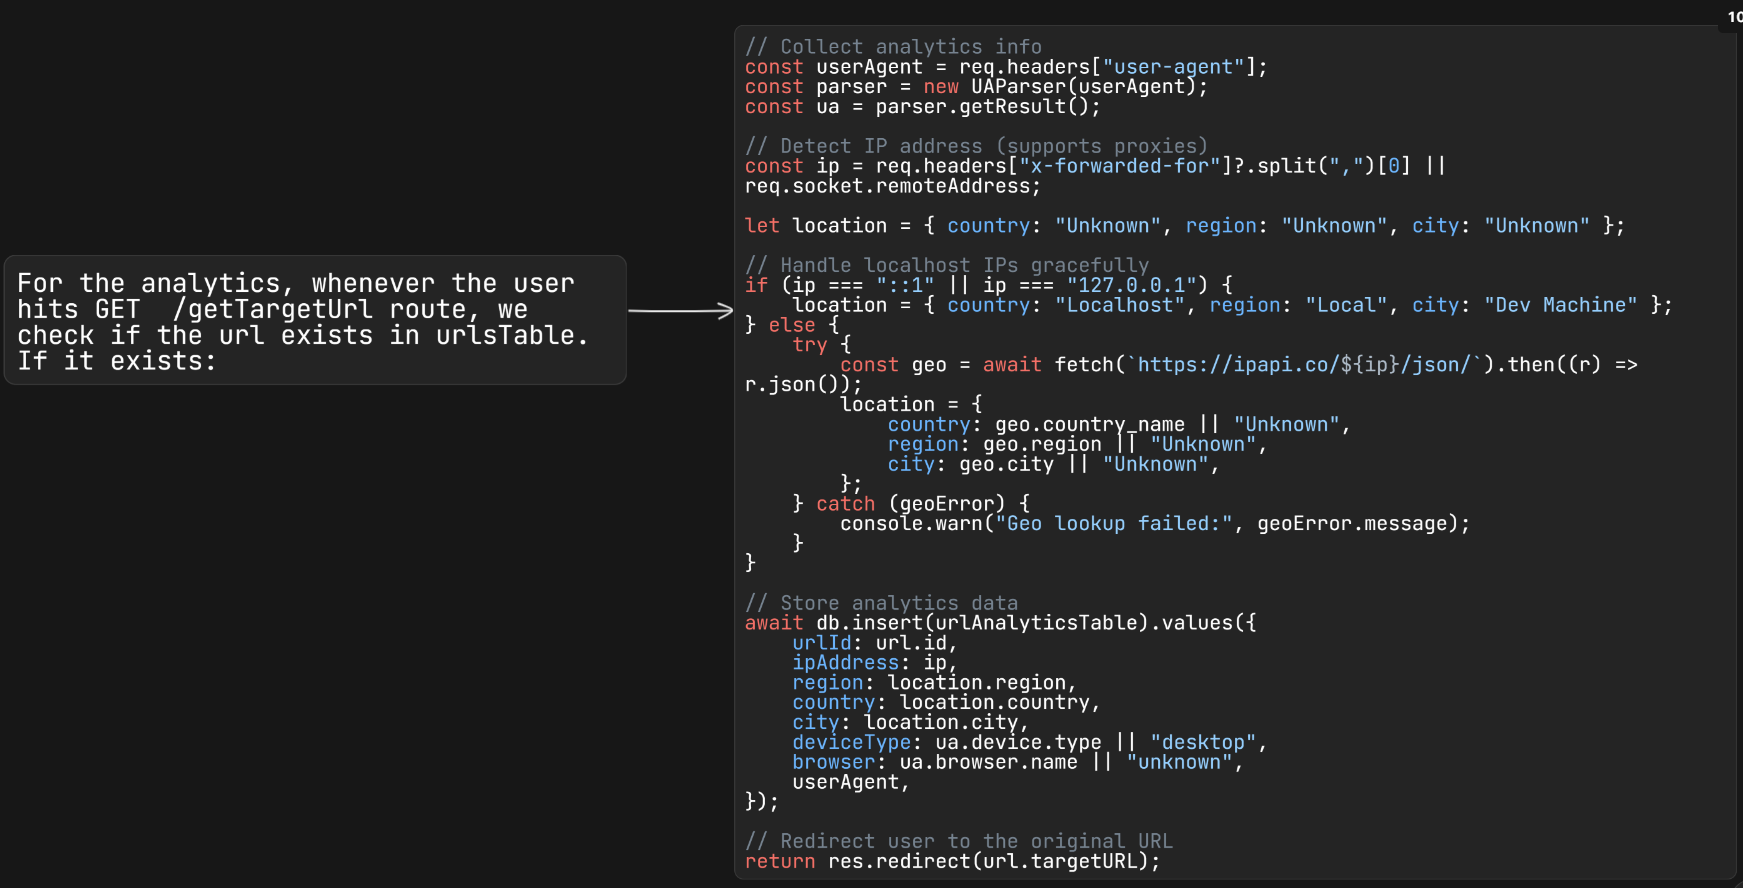 10
For the analytics, whenever the user
hits GET  /getTargetUrl route, we
check if the url exists in urlsTable.
If it exists:
// Collect analytics info
const userAgent = req.headers["user-agent"];
const parser = new UAParser(userAgent);
const ua = parser.getResult();

// Detect IP address (supports proxies)
const ip = req.headers["x-forwarded-for"]?.split(",")[0] ||
req.socket.remoteAddress;

let location = { country: "Unknown", region: "Unknown", city: "Unknown" };

// Handle localhost IPs gracefully
if (ip === "::1" || ip === "127.0.0.1") {
    location = { country: "Localhost", region: "Local", city: "Dev Machine" };
} else {
    try {
        const geo = await fetch(`https://ipapi.co/${ip}/json/`).then((r) =>
r.json());
        location = {
            country: geo.country_name || "Unknown",
            region: geo.region || "Unknown",
            city: geo.city || "Unknown",
        };
    } catch (geoError) {
        console.warn("Geo lookup failed:", geoError.message);
    }
}

// Store analytics data
await db.insert(urlAnalyticsTable).values({
    urlId: url.id,
    ipAddress: ip,
    region: location.region,
    country: location.country,
    city: location.city,
    deviceType: ua.device.type || "desktop",
    browser: ua.browser.name || "unknown",
    userAgent,
});

// Redirect user to the original URL
return res.redirect(url.targetURL);